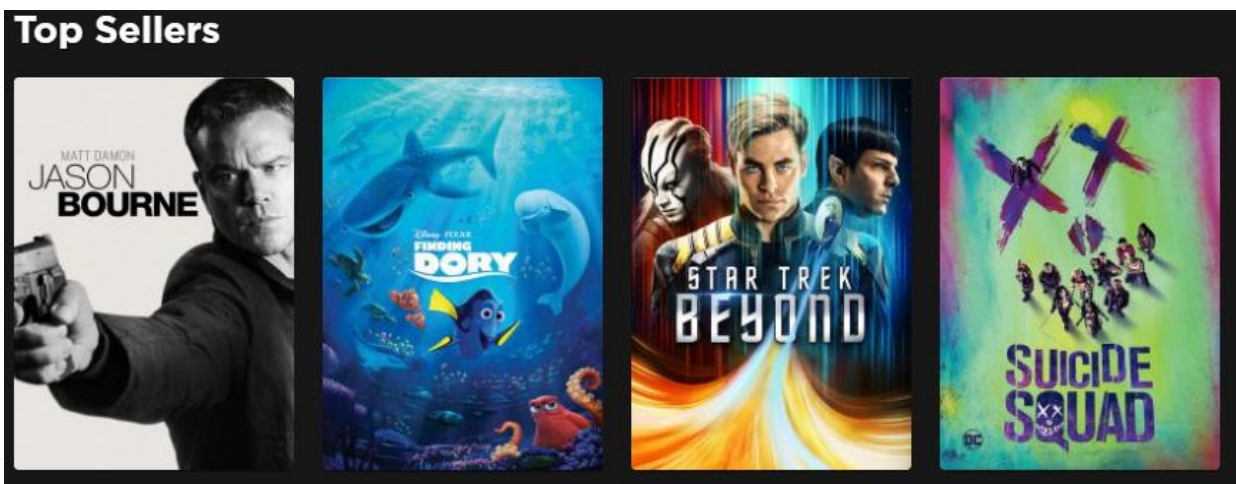 Top Sellers
MATT DAMON
JASON
BOURNE
Disney PIXAR
FINDING
DORY
STAR TREK
BEYOND
SUICIDE
SQUAD
DC